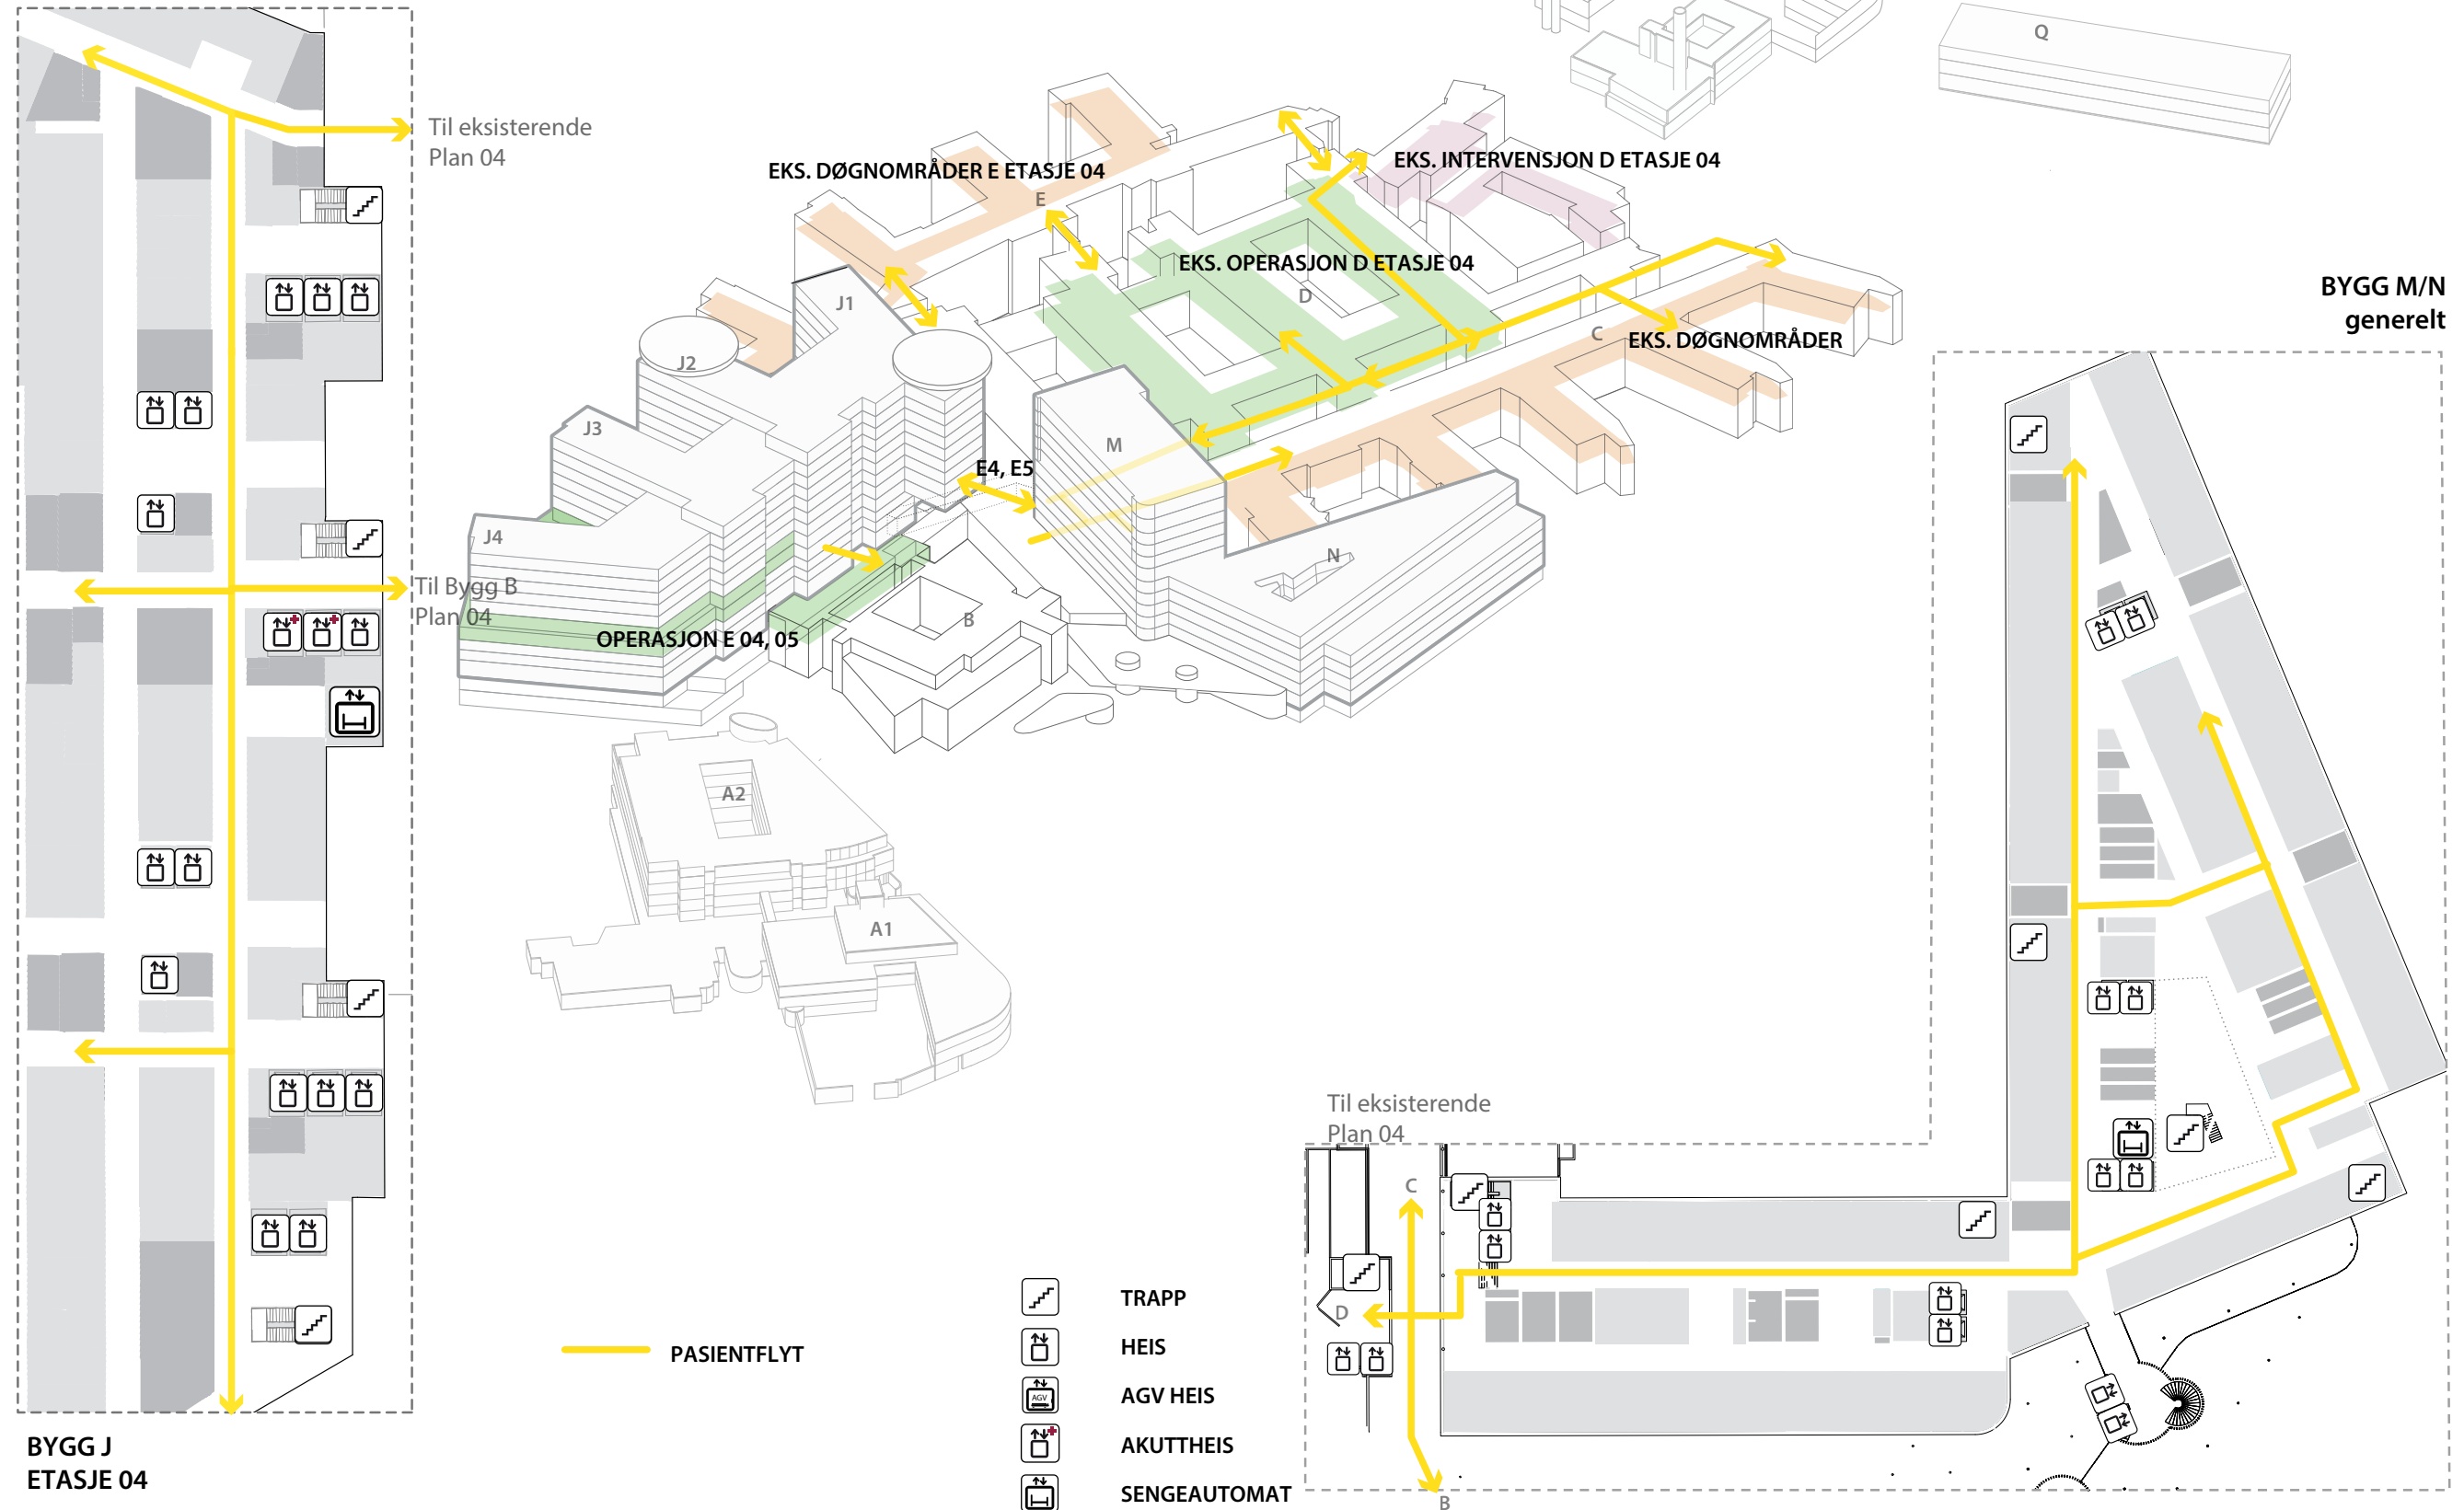 Q
Til eksisterende
Plan 04
EKS. DØGNOMRÅDER E ETASJE 04
E
EKS. INTERVENSJON D ETASJE 04
EKS. OPERASJON D ETASJE 04
D
J1
J2
J3
J4
C
EKS. DØGNOMRÅDER
BYGG M/N
generelt
M
E4, E5
N
Til Bygg B
Plan 04
B
OPERASJON E 04, 05
A2
A1
Til eksisterende
Plan 04
C
D
B
PASIENTFLYT
TRAPP
HEIS
AGV
AGV HEIS
AKUTTHEIS
SENGEAUTOMAT
BYGG J
ETASJE 04